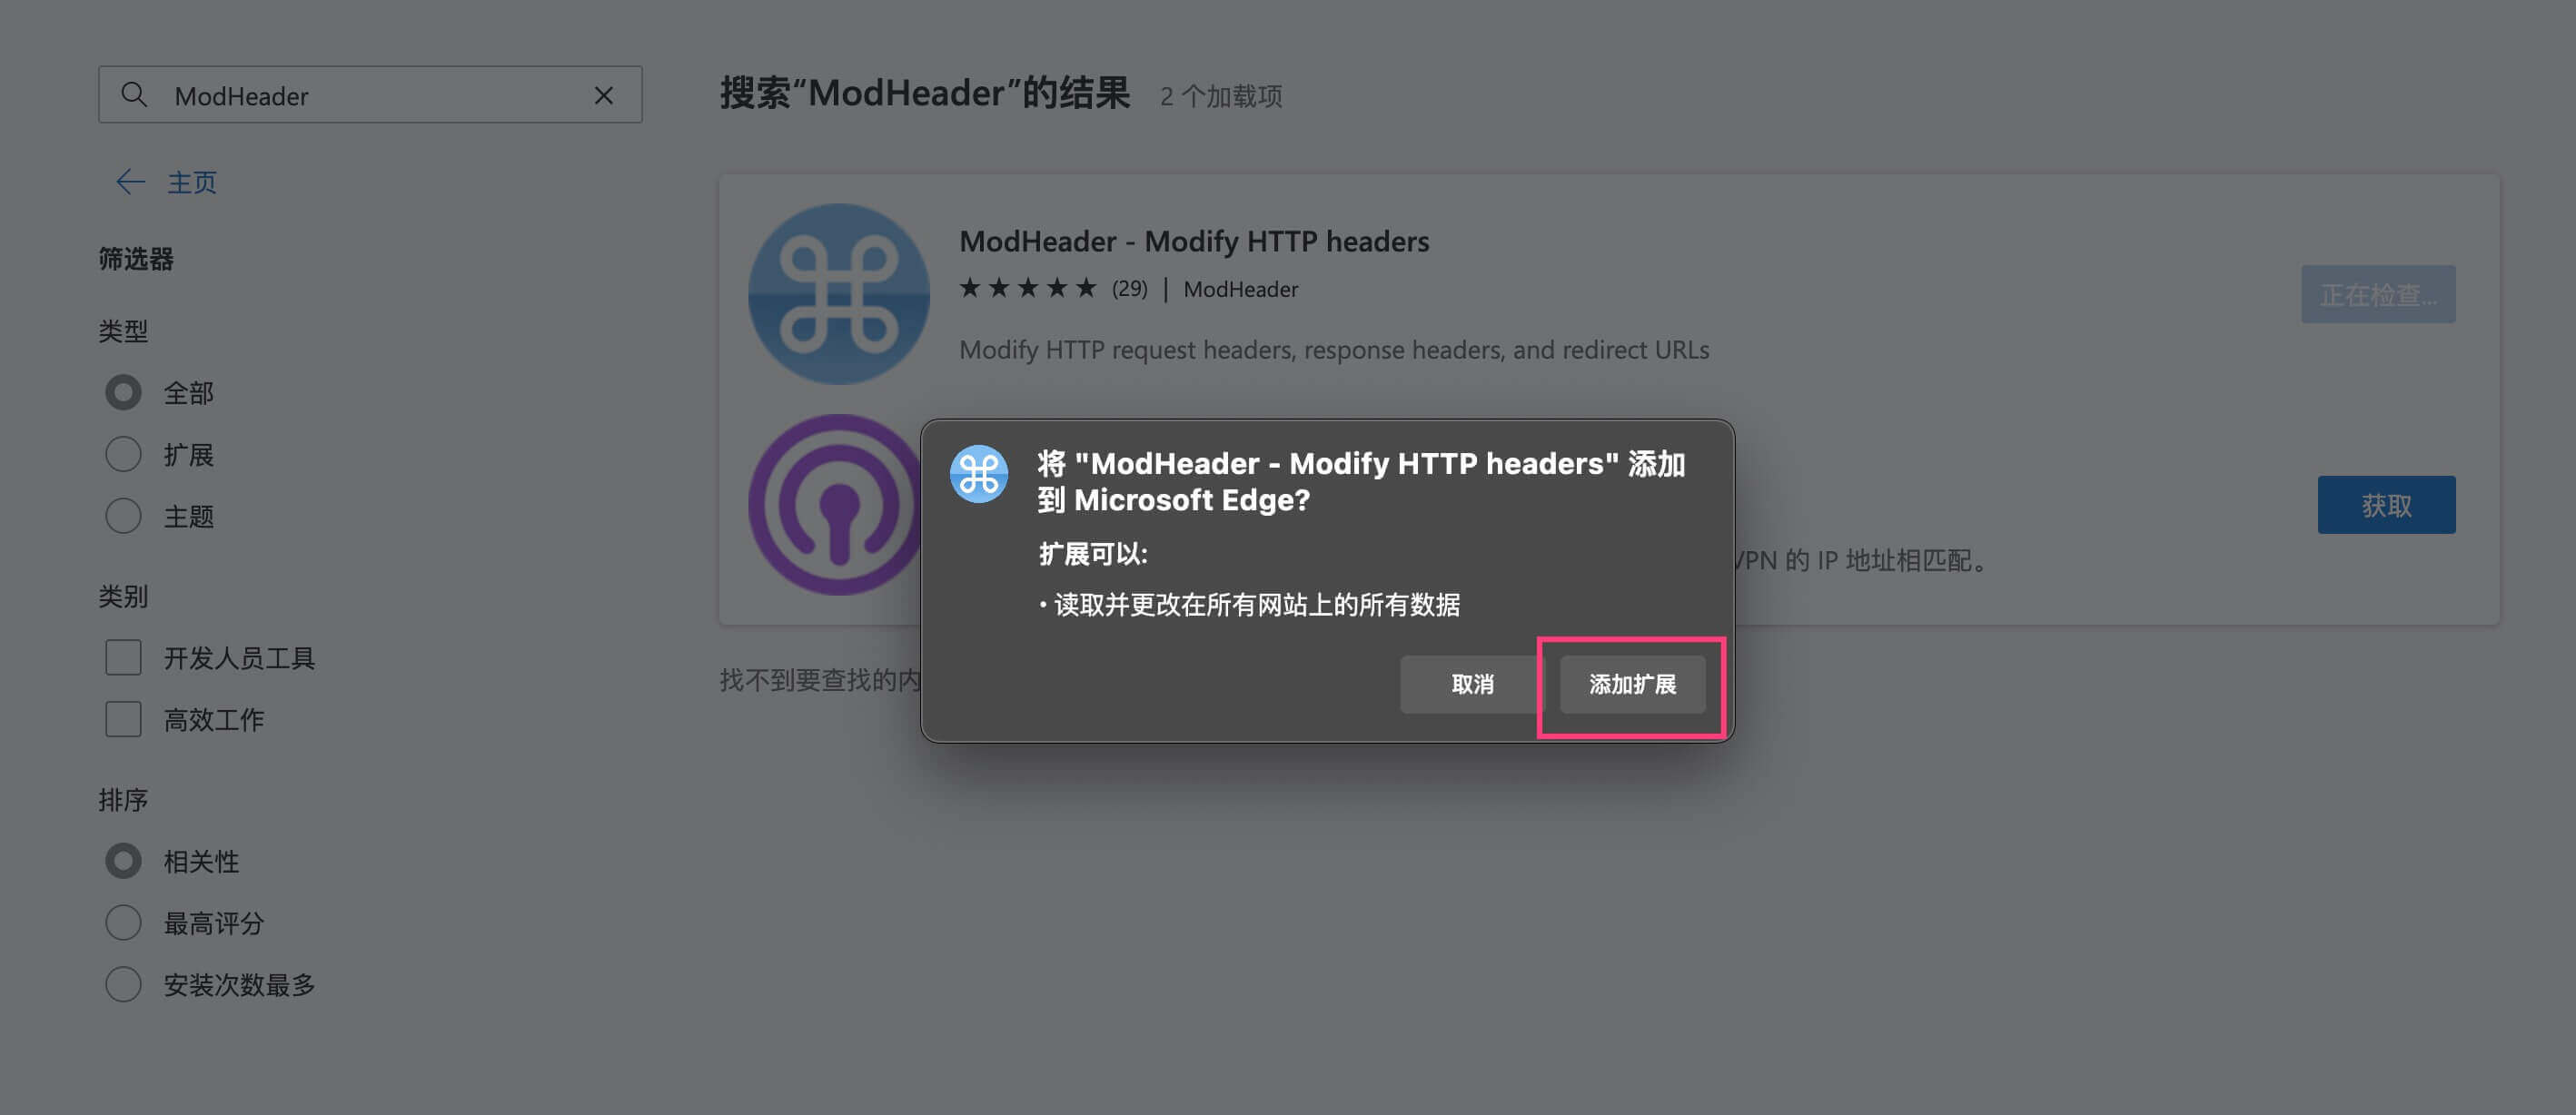 ModHeader
搜索“ModHeader”的结果 2 个加载项
主页
筛选器
类型
全部
扩展
主题
类别
开发人员工具
高效工作
排序
相关性
最高评分
安装次数最多
ModHeader - Modify HTTP headers
(29) | ModHeader
Modify HTTP request headers, response headers, and redirect URLs
正在检查...
获取
VPN 的 IP 地址相匹配。
找不到要查找的内
将 "ModHeader - Modify HTTP headers" 添加
到 Microsoft Edge?
扩展可以:
• 读取并更改在所有网站上的所有数据
取消
添加扩展